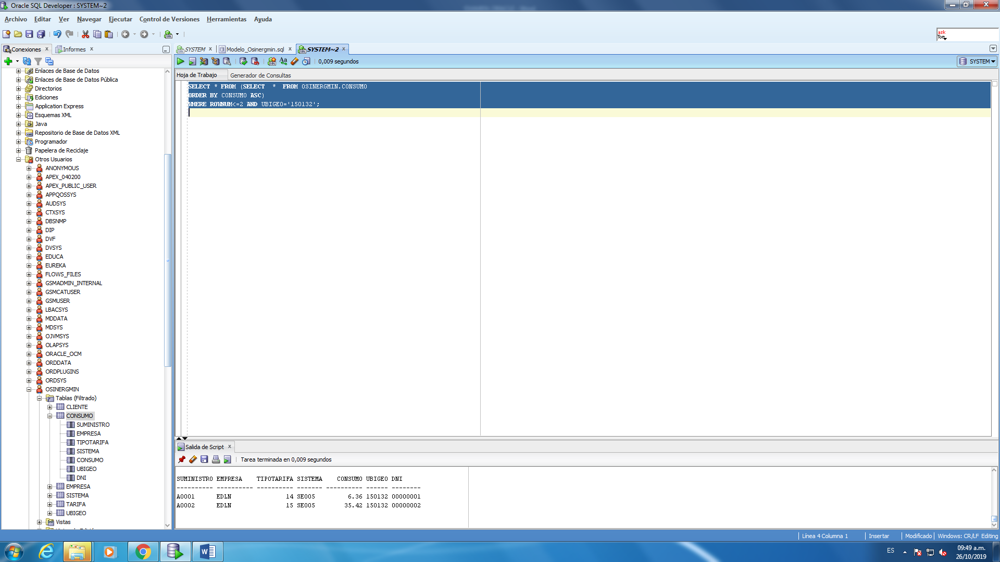 Oracle SQL Developer : SYSTEM~2
Archivo Editar Ver Navegar Ejecutar Control de Versiones Herramientas Ayuda
ask
Tom
Conexiones Informes SYSTEM Modelo_Osinergmin.sql SYSTEM~2
0,009 segundos SYSTEM
Hoja de Trabajo Generador de Consultas
SELECT * FROM (SELECT * FROM OSINERGMIN.CONSUMO
ORDER BY CONSUMO ASC)
WHERE ROWNUM<=2 AND UBIGEO='150132';
Enlaces de Base de Datos
Enlaces de Base de Datos Pública
Directorios
Ediciones
Application Express
Esquemas XML
Java
Repositorio de Base de Datos XML
Programador
Papelera de Reciclaje
Otros Usuarios
ANONYMOUS
APEX_040200
APEX_PUBLIC_USER
APPQOSSYS
AUDSYS
CTXSYS
DBSNMP
DIP
DVF
DVSYS
EDUCA
EUREKA
FLOWS_FILES
GSMADMIN_INTERNAL
GSMCATUSER
GSMUSER
LBACSYS
MDDATA
MDSYS
OJVMSYS
OLAPSYS
ORACLE_OCM
ORDDATA
ORDPLUGINS
ORDSYS
OSINERGMIN
Tablas (Filtrado)
CLIENTE
CONSUMO
SUMINISTRO
EMPRESA
TIPOTARIFA
SISTEMA
CONSUMO
UBIGEO
DNI
EMPRESA
SISTEMA
TARIFA
UBIGEO
Vistas
Salida de Script
Tarea terminada en 0,009 segundos
SUMINISTRO EMPRESA TIPOTARIFA SISTEMA CONSUMO UBIGEO DNI
---------- ---------- ---------- ------- ---------- ------ --------
A0001 EDLN 14 SE005 6.36 150132 00000001
A0002 EDLN 15 SE005 35.42 150132 00000002
Línea 4 Columna 1 Insertar Modificado Windows: CR/LF Editing
ES
09:49 a.m.
26/10/2019